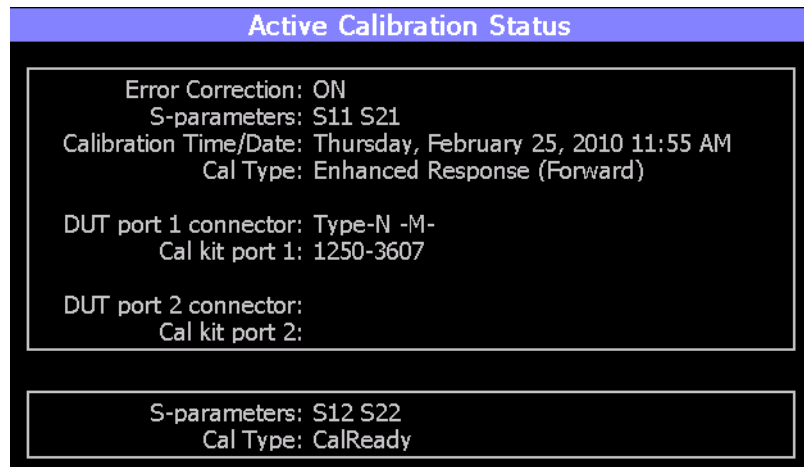 Active Calibration Status
Error Correction: ON
S-parameters: S11 S21
Calibration Time/Date: Thursday, February 25, 2010 11:55 AM
Cal Type: Enhanced Response (Forward)
DUT port 1 connector: Type-N -M-
Cal kit port 1: 1250-3607
DUT port 2 connector:
Cal kit port 2:
S-parameters: S12 S22
Cal Type: CalReady